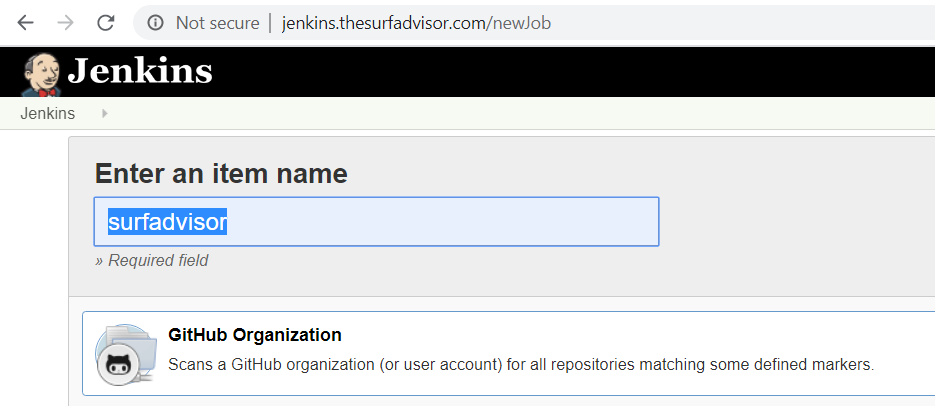 Not secure | jenkins.thesurfadvisor.com/newJob
Jenkins
Jenkins
Enter an item name
surfadvisor
» Required field
GitHub Organization
Scans a GitHub organization (or user account) for all repositories matching some defined markers.